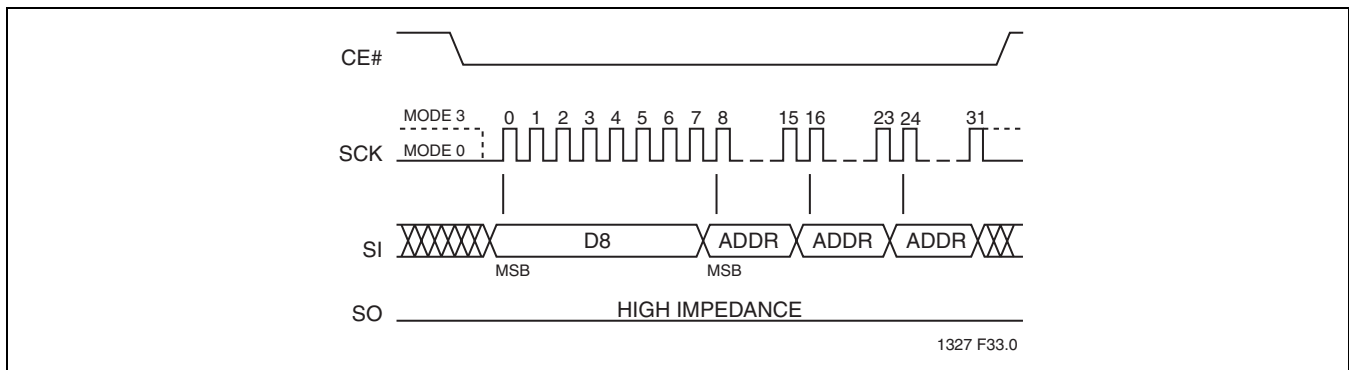 CE#
MODE 3
0 1 2 3 4 5 6 7 8 15 16 23 24 31
SCK
MODE 0
SI
D8
ADDR
ADDR
ADDR
MSB
MSB
SO
HIGH IMPEDANCE
1327 F33.0